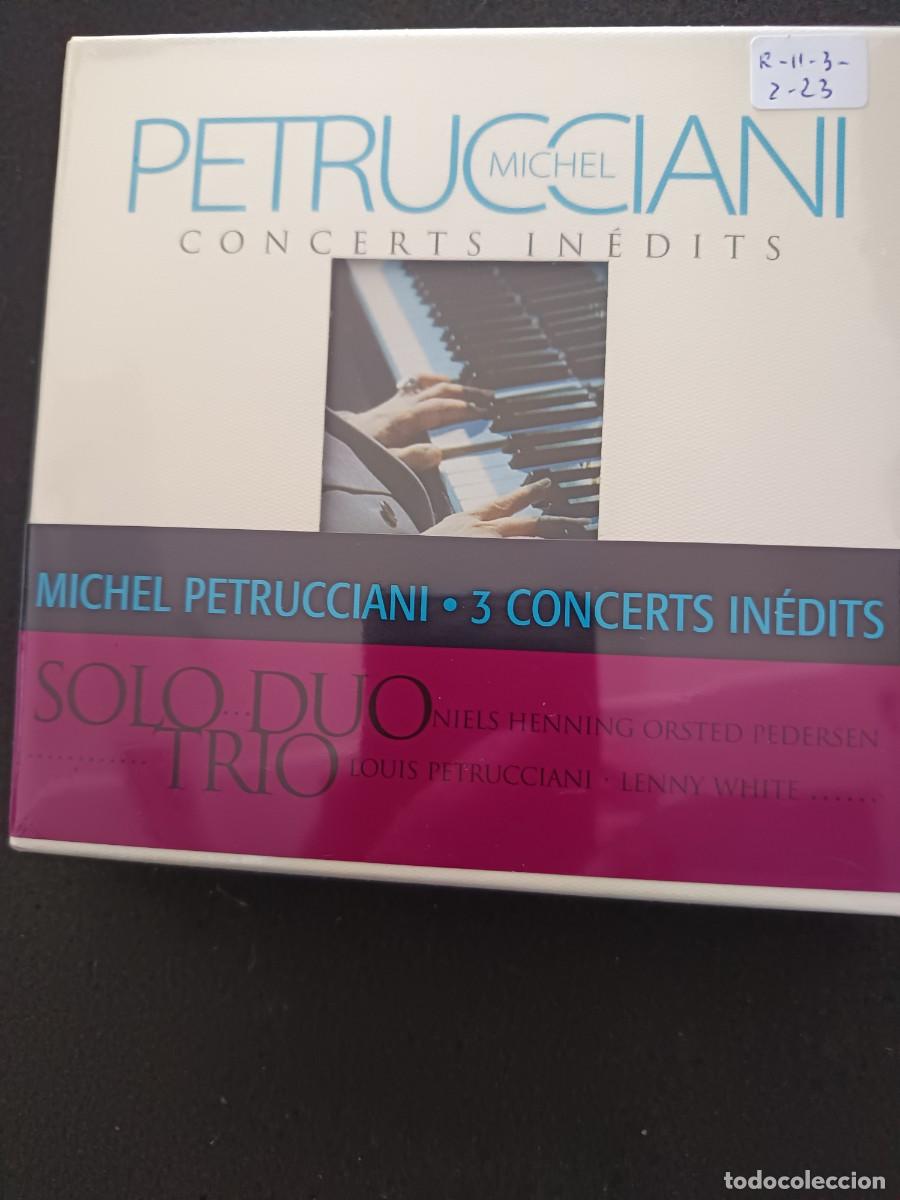 R-11-3-
2-23
PETRUCCIANI
MICHEL
CONCERTS INÉDITS
MICHEL PETRUCCIANI • 3 CONCERTS INÉDITS
SOLO...DUO NIELS HENNING ORSTED PEDERSEN
............TRIO LOUIS PETRUCCIANI · LENNY WHITE ......
todocoleccion